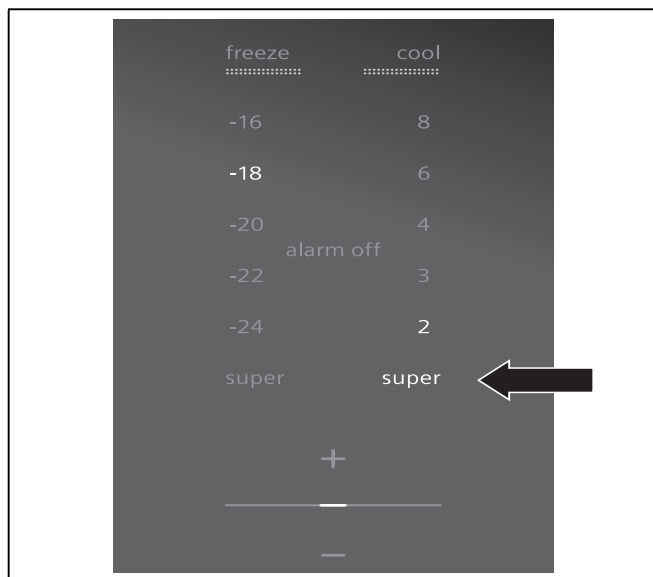 freeze cool
-16 8
-18 6
-20 4
alarm off
-22 3
-24 2
super super
+
—